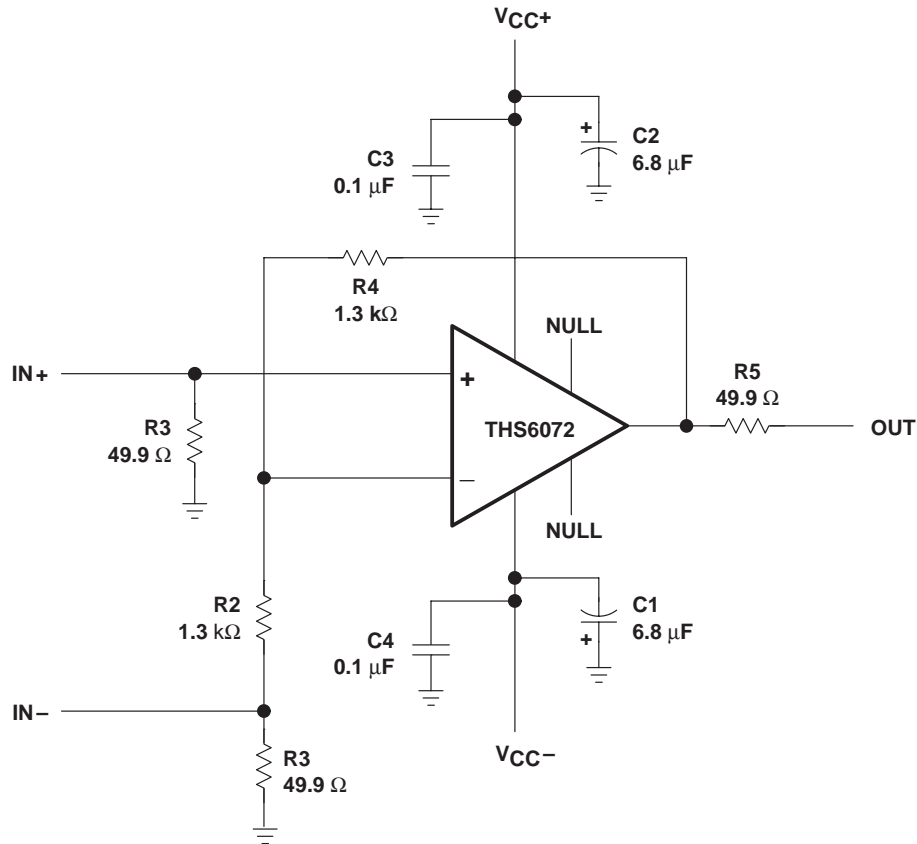 VCC+
C2
6.8 μF
C3
0.1 μF
R4
1.3 kΩ
NULL
IN+
+
R5
49.9 Ω
R3
49.9 Ω
THS6072
OUT
−
NULL
R2
1.3 kΩ
C1
6.8 μF
+
C4
0.1 μF
IN−
VCC−
R3
49.9 Ω
+